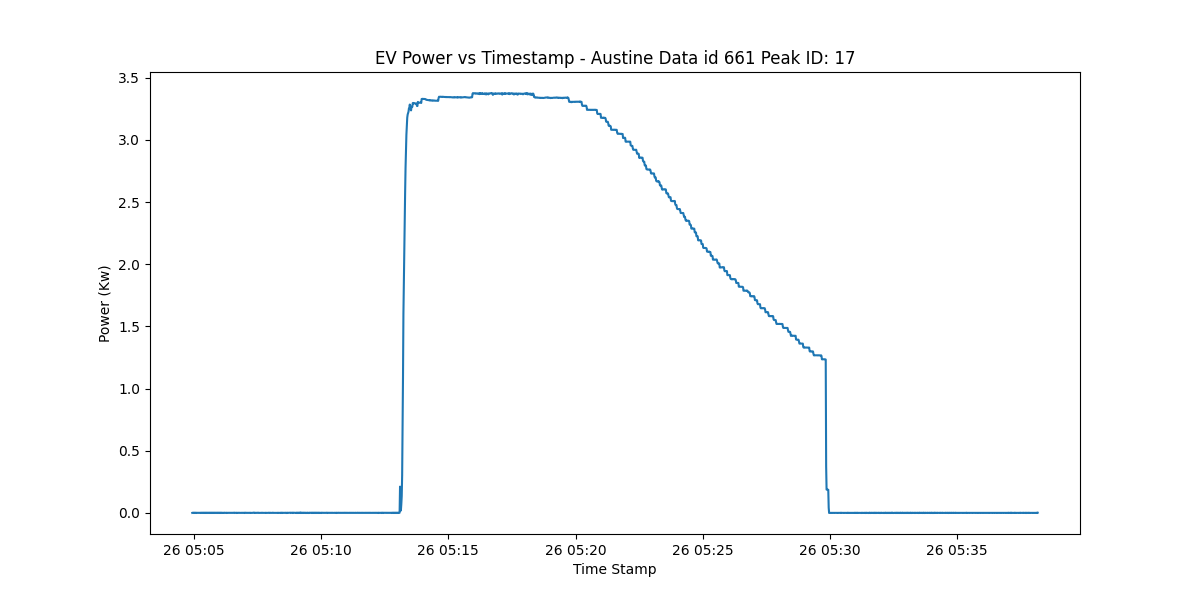 EV Power vs Timestamp - Austine Data id 661 Peak ID: 17
Power (Kw)
3.5
3.0
2.5
2.0
1.5
1.0
0.5
0.0
26 05:05 26 05:10 26 05:15 26 05:20 26 05:25 26 05:30 26 05:35
Time Stamp